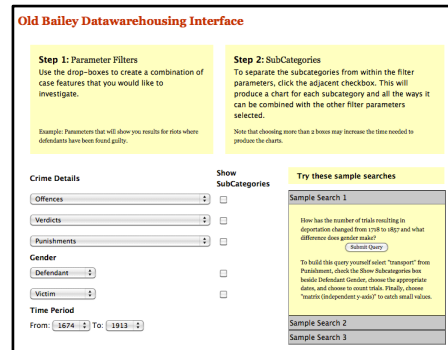 Old Bailey Datawarehousing Interface
Step 1: Parameter Filters
Use the drop-boxes to create a combination of
case features that you would like to
investigate.
Example: Parameters that will show you results for riots where
defendants have been found guilty.
Step 2: SubCategories
To separate the subcategories from within the filter
parameters, click the adjacent checkbox. This will
produce a chart for each subcategory and all the ways it
can be combined with the other filter parameters
selected.
Note that choosing more than 2 boxes may increase the time needed to
produce the charts.
Crime Details
Show
SubCategories
Offences
Verdicts
Punishments
Gender
Defendant
Victim
Time Period
From: 1674 To: 1913
Try these sample searches
Sample Search 1
How has the number of trials resulting in
deportation changed from 1718 to 1857 and what
difference does gender make?
Submit Query
To build this query yourself select "transport" from
Punishment, check the Show Subcategories box
beside Defendant Gender, choose the appropriate
dates, and choose to count trials. Finally, choose
"matrix (independent y-axis)" to catch small values.
Sample Search 2
Sample Search 3